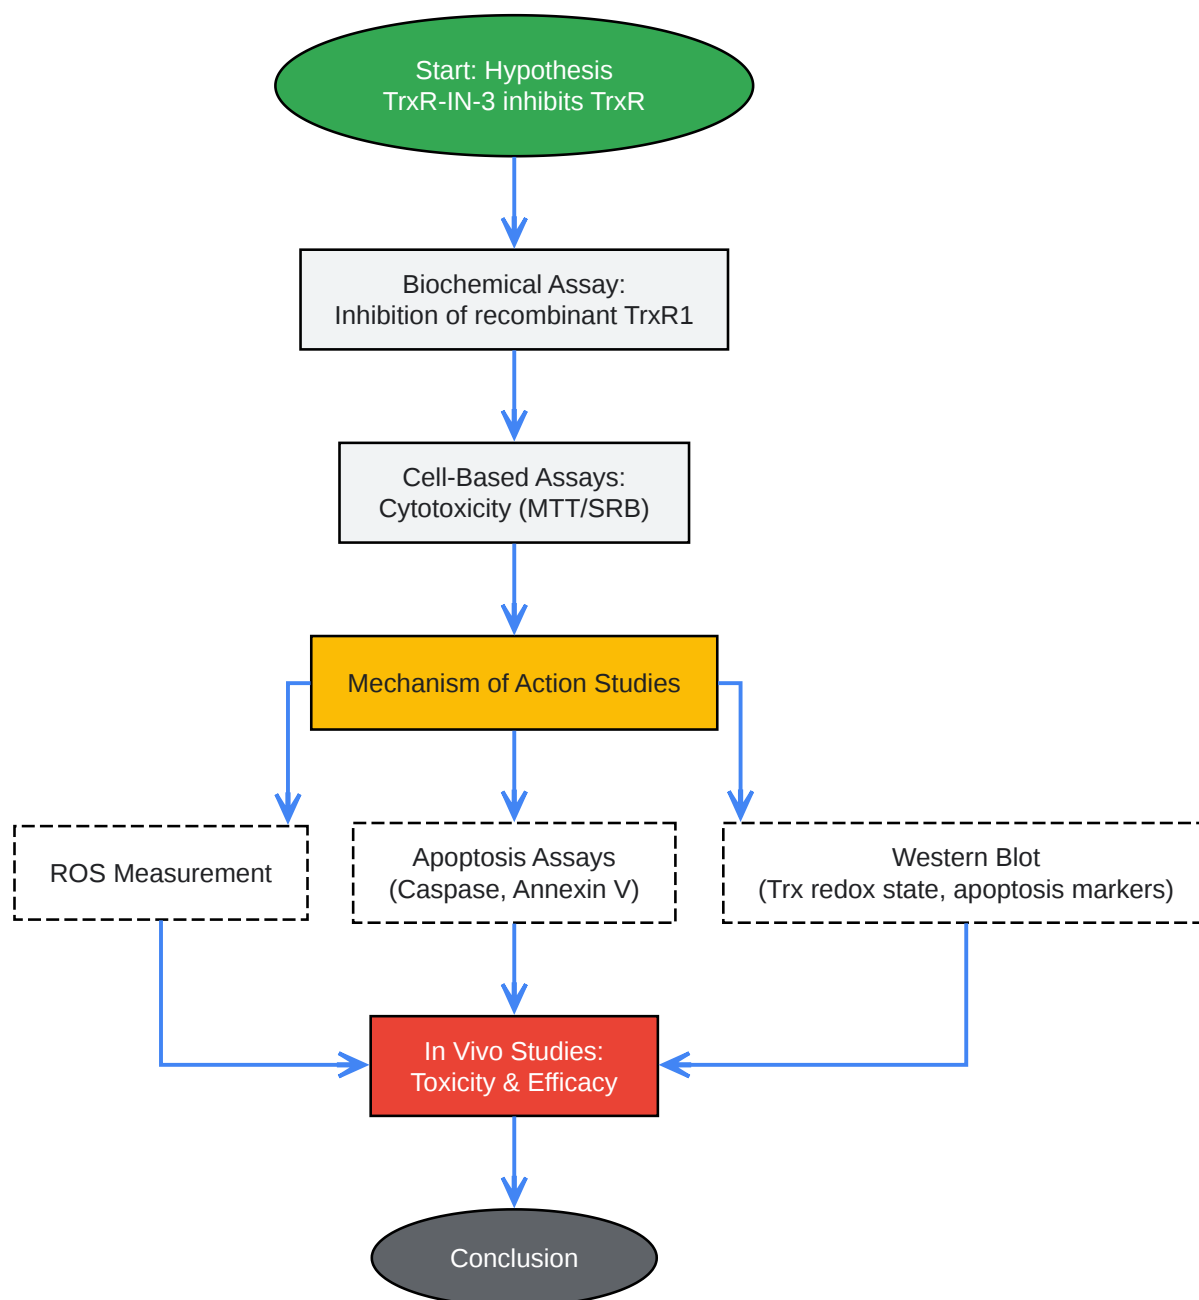 Start: Hypothesis
TrxR-IN-3 inhibits TrxR
Biochemical Assay:
Inhibition of recombinant TrxR1
Cell-Based Assays:
Cytotoxicity (MTT/SRB)
Mechanism of Action Studies
ROS Measurement
Apoptosis Assays
(Caspase, Annexin V)
Western Blot
(Trx redox state, apoptosis markers)
In Vivo Studies:
Toxicity & Efficacy
Conclusion